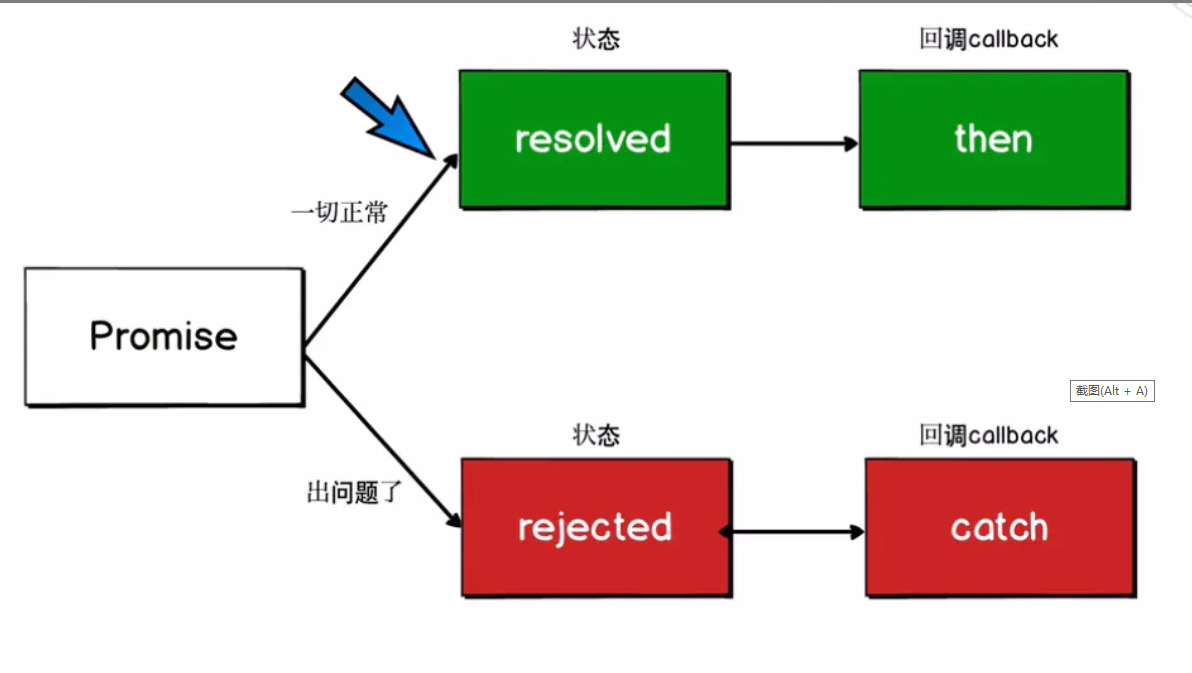 状态
回调callback
resolved
then
一切正常
Promise
截图(Alt + A)
状态
回调callback
出问题了
rejected
catch